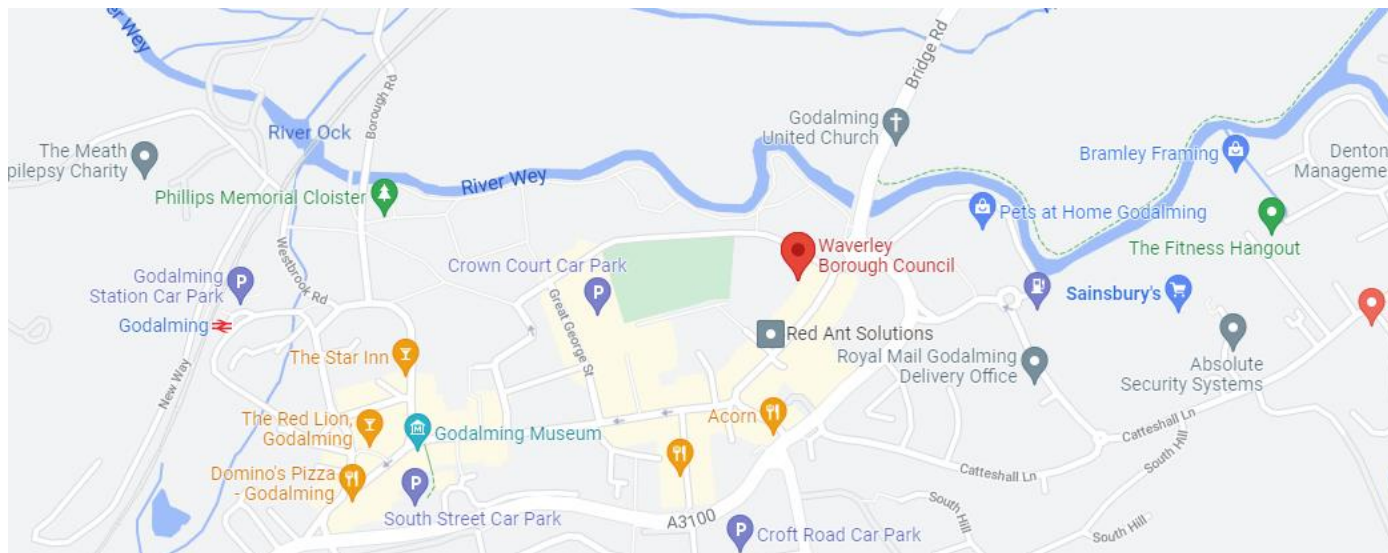 er Wey
Bridge Rd
Borough Rd
River Ock
Godalming
United Church
The Meath
pilepsy Charity
Bramley Framing
Denton
Manageme
River Wey
Phillips Memorial Cloister
Pets at Home Godalming
Westbrook Rd
Waverley
Borough Council
The Fitness Hangout
Crown Court Car Park
P
Godalming
Station Car Park
P
Sainsbury's
Godalming
Great George St
Red Ant Solutions
The Star Inn
Royal Mail Godalming
Delivery Office
Absolute
Security Systems
New Way
The Red Lion,
Godalming
Godalming Museum
M
Acorn
Catteshall Ln
South Hill
Domino's Pizza
- Godalming
Catteshall Ln
P
South Street Car Park
A3100
P
Croft Road Car Park
South Hill
South Hill